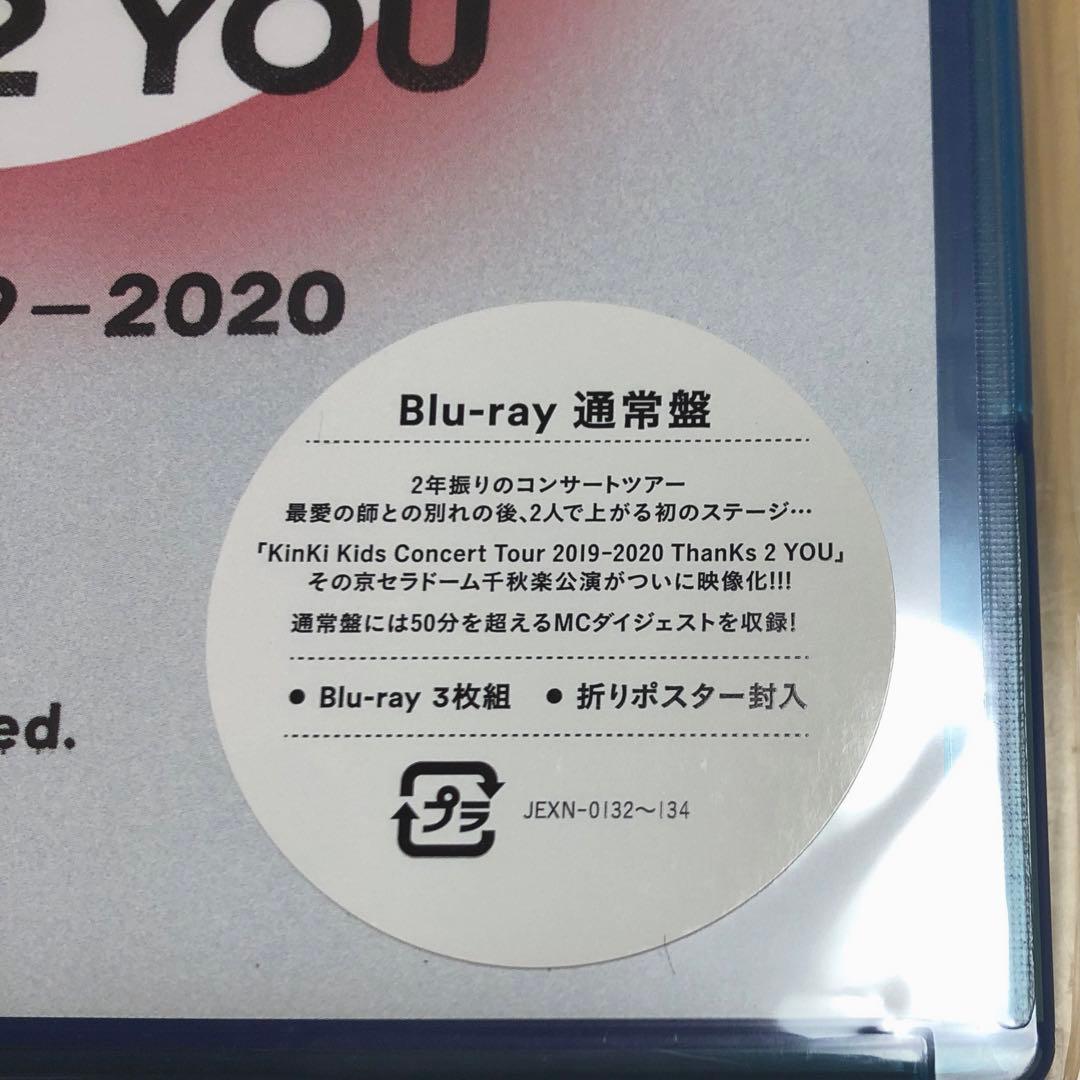 2 YOU
9-2020
Blu-ray 通常盤
2年振りのコンサートツアー
最愛の師との別れの後、2人で上がる初のステージ…
「KinKi Kids Concert Tour 2019-2020 ThanKs 2 YOU」
その京セラドーム千秋楽公演がついに映像化!!!
通常盤には50分を超えるMCダイジェストを収録!
● Blu-ray 3枚組 ● 折りポスター封入
ed.
プラ JEXN-0132〜134